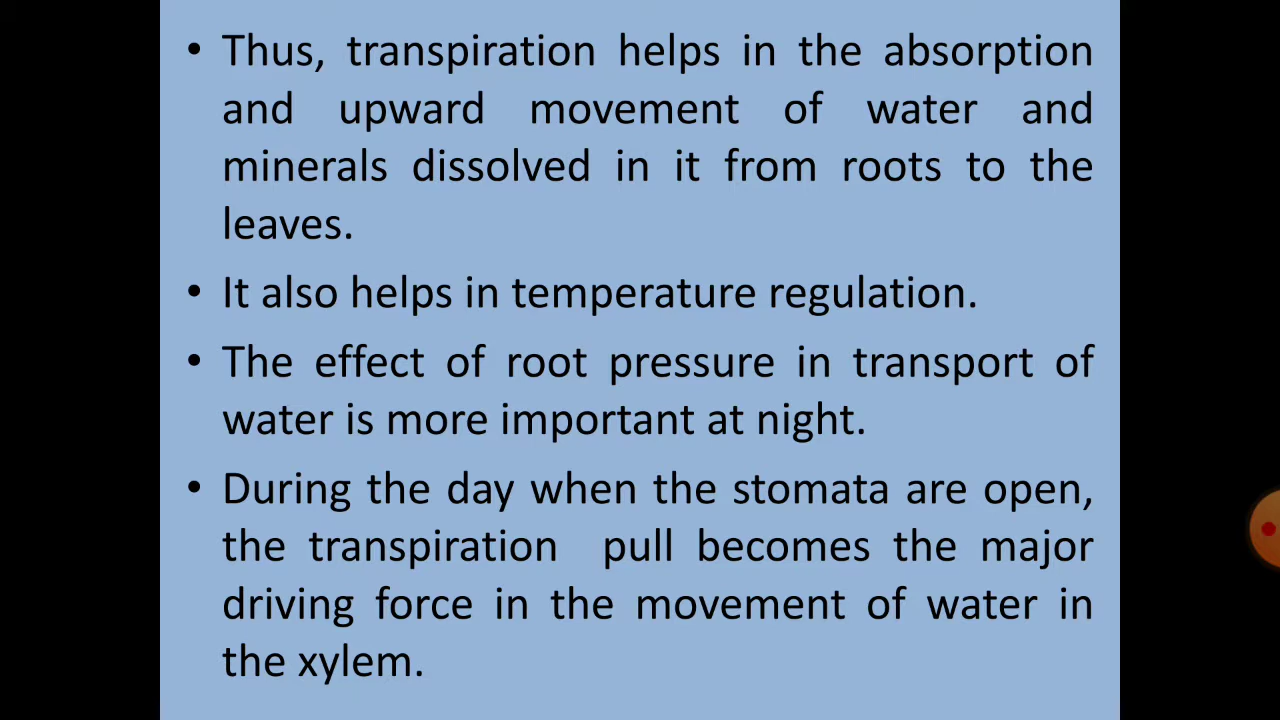 • Thus, transpiration helps in the absorption
and upward movement of water and
minerals dissolved in it from roots to the
leaves.
• It also helps in temperature regulation.
• The effect of root pressure in transport of
water is more important at night.
• During the day when the stomata are open,
the transpiration pull becomes the major
driving force in the movement of water in
the xylem.